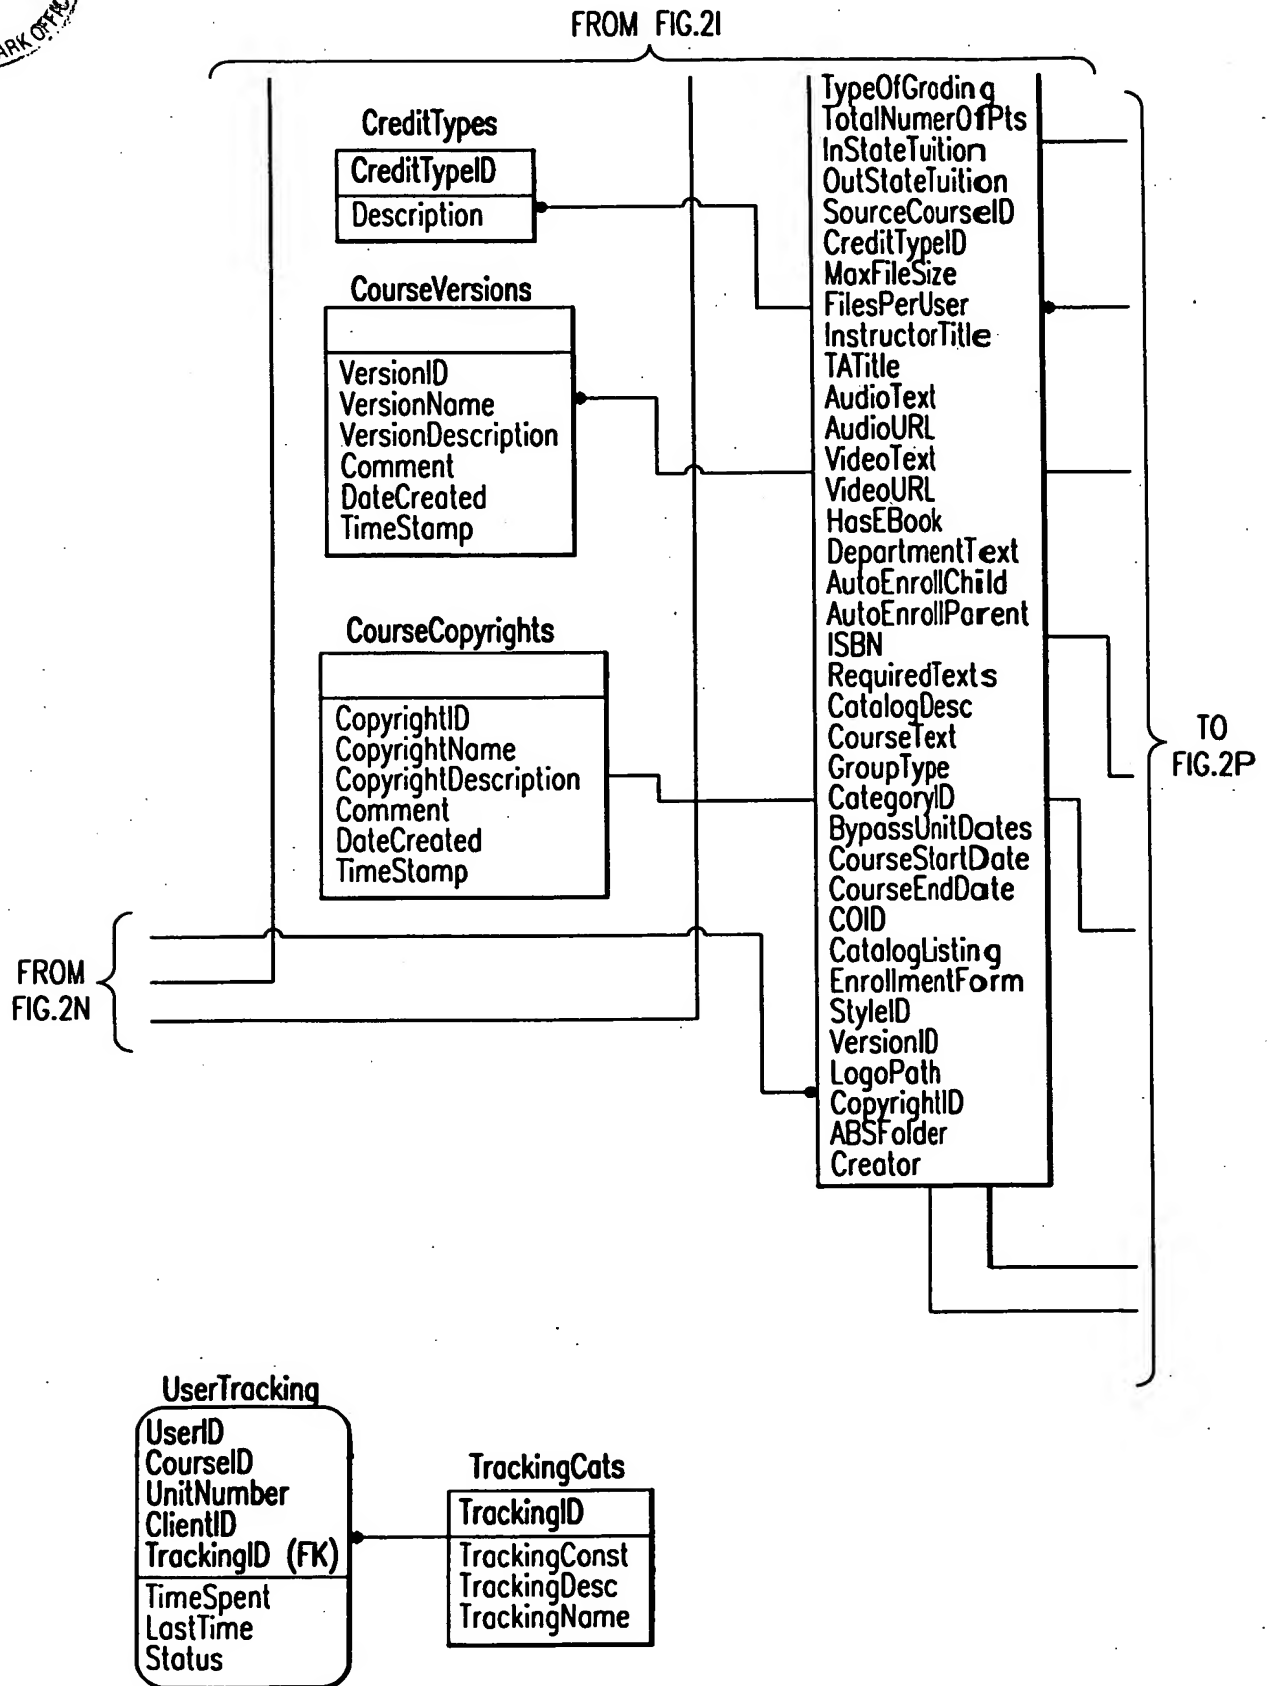 ARK OFFIC
FROM FIG.2I
CreditTypes
CreditTypeID
Description
CourseVersions
VersionID
VersionName
VersionDescription
Comment
DateCreated
TimeStamp
CourseCopyrights
CopyrightID
CopyrightName
CopyrightDescription
Comment
DateCreated
TimeStamp
TypeOfGrading
TotalNumerOfPts
InStateTuition
OutStateTuition
SourceCourseID
CreditTypeID
MaxFileSize
FilesPerUser
InstructorTitle
TATitle
AudioText
AudioURL
VideoText
VideoURL
HasEBook
DepartmentText
AutoEnrollChild
AutoEnrollParent
ISBN
RequiredTexts
CatalogDesc
CourseText
GroupType
CategoryID
BypassUnitDates
CourseStartDate
CourseEndDate
COID
CatalogListing
EnrollmentForm
StyleID
VersionID
LogoPath
CopyrightID
ABSFolder
Creator
TO
FIG.2P
FROM
FIG.2N
UserTracking
UserID
CourseID
UnitNumber
ClientID
TrackingID (FK)
TimeSpent
LastTime
Status
TrackingCats
TrackingID
TrackingConst
TrackingDesc
TrackingName